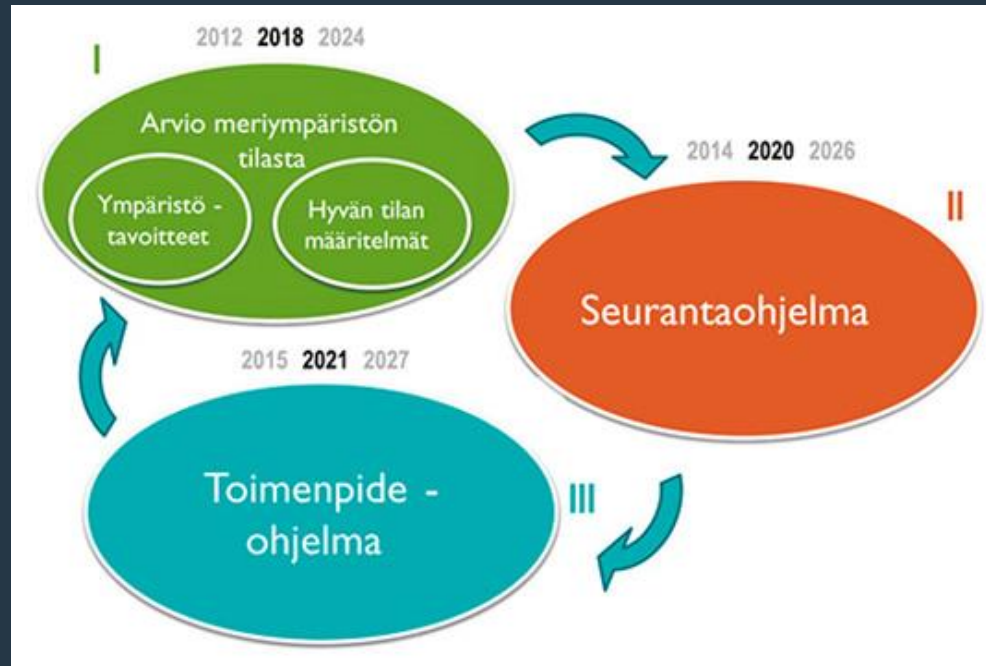 2012 2018 2024
I
Arvio meriympäristön
tilasta
Ympäristö -
tavoitteet
Hyvän tilan
määritelmät
2014 2020 2026
II
Seurantaohjelma
2015 2021 2027
III
Toimenpide -
ohjelma